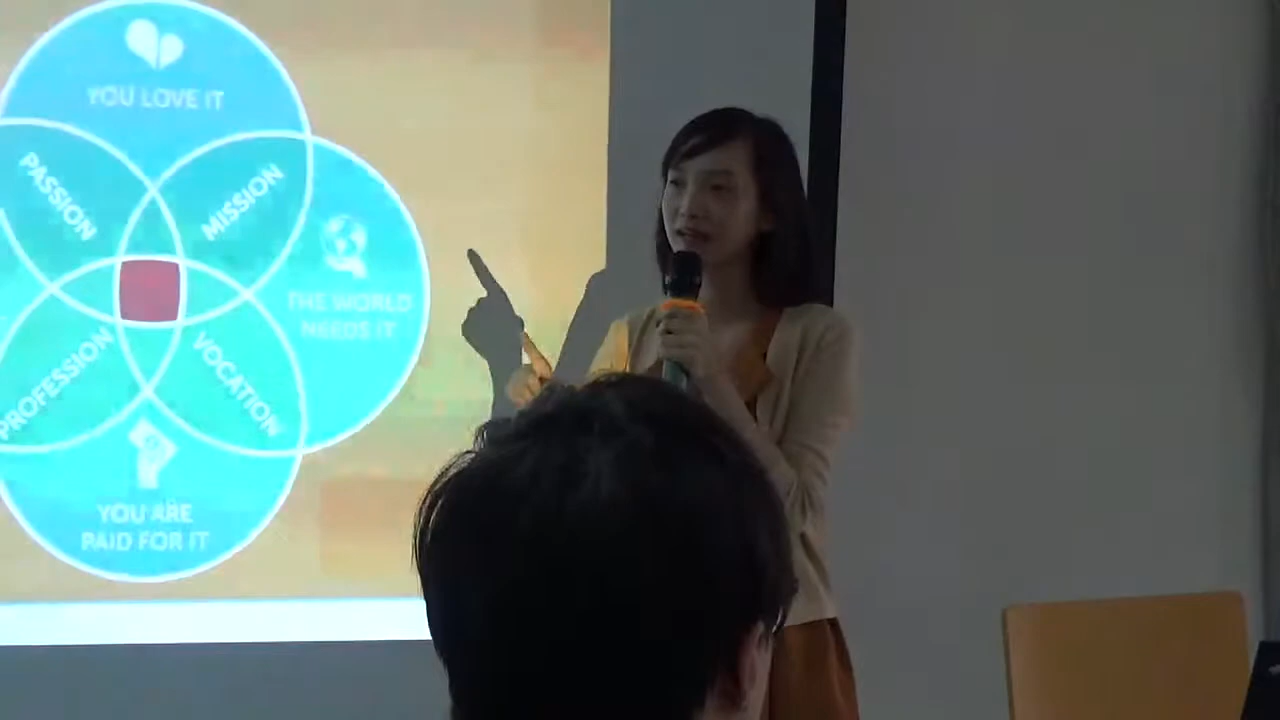 YOU LOVE IT
PASSION
MISSION
THE WORLD
NEEDS IT
PROFESSION
VOCATION
YOU ARE
PAID FOR IT